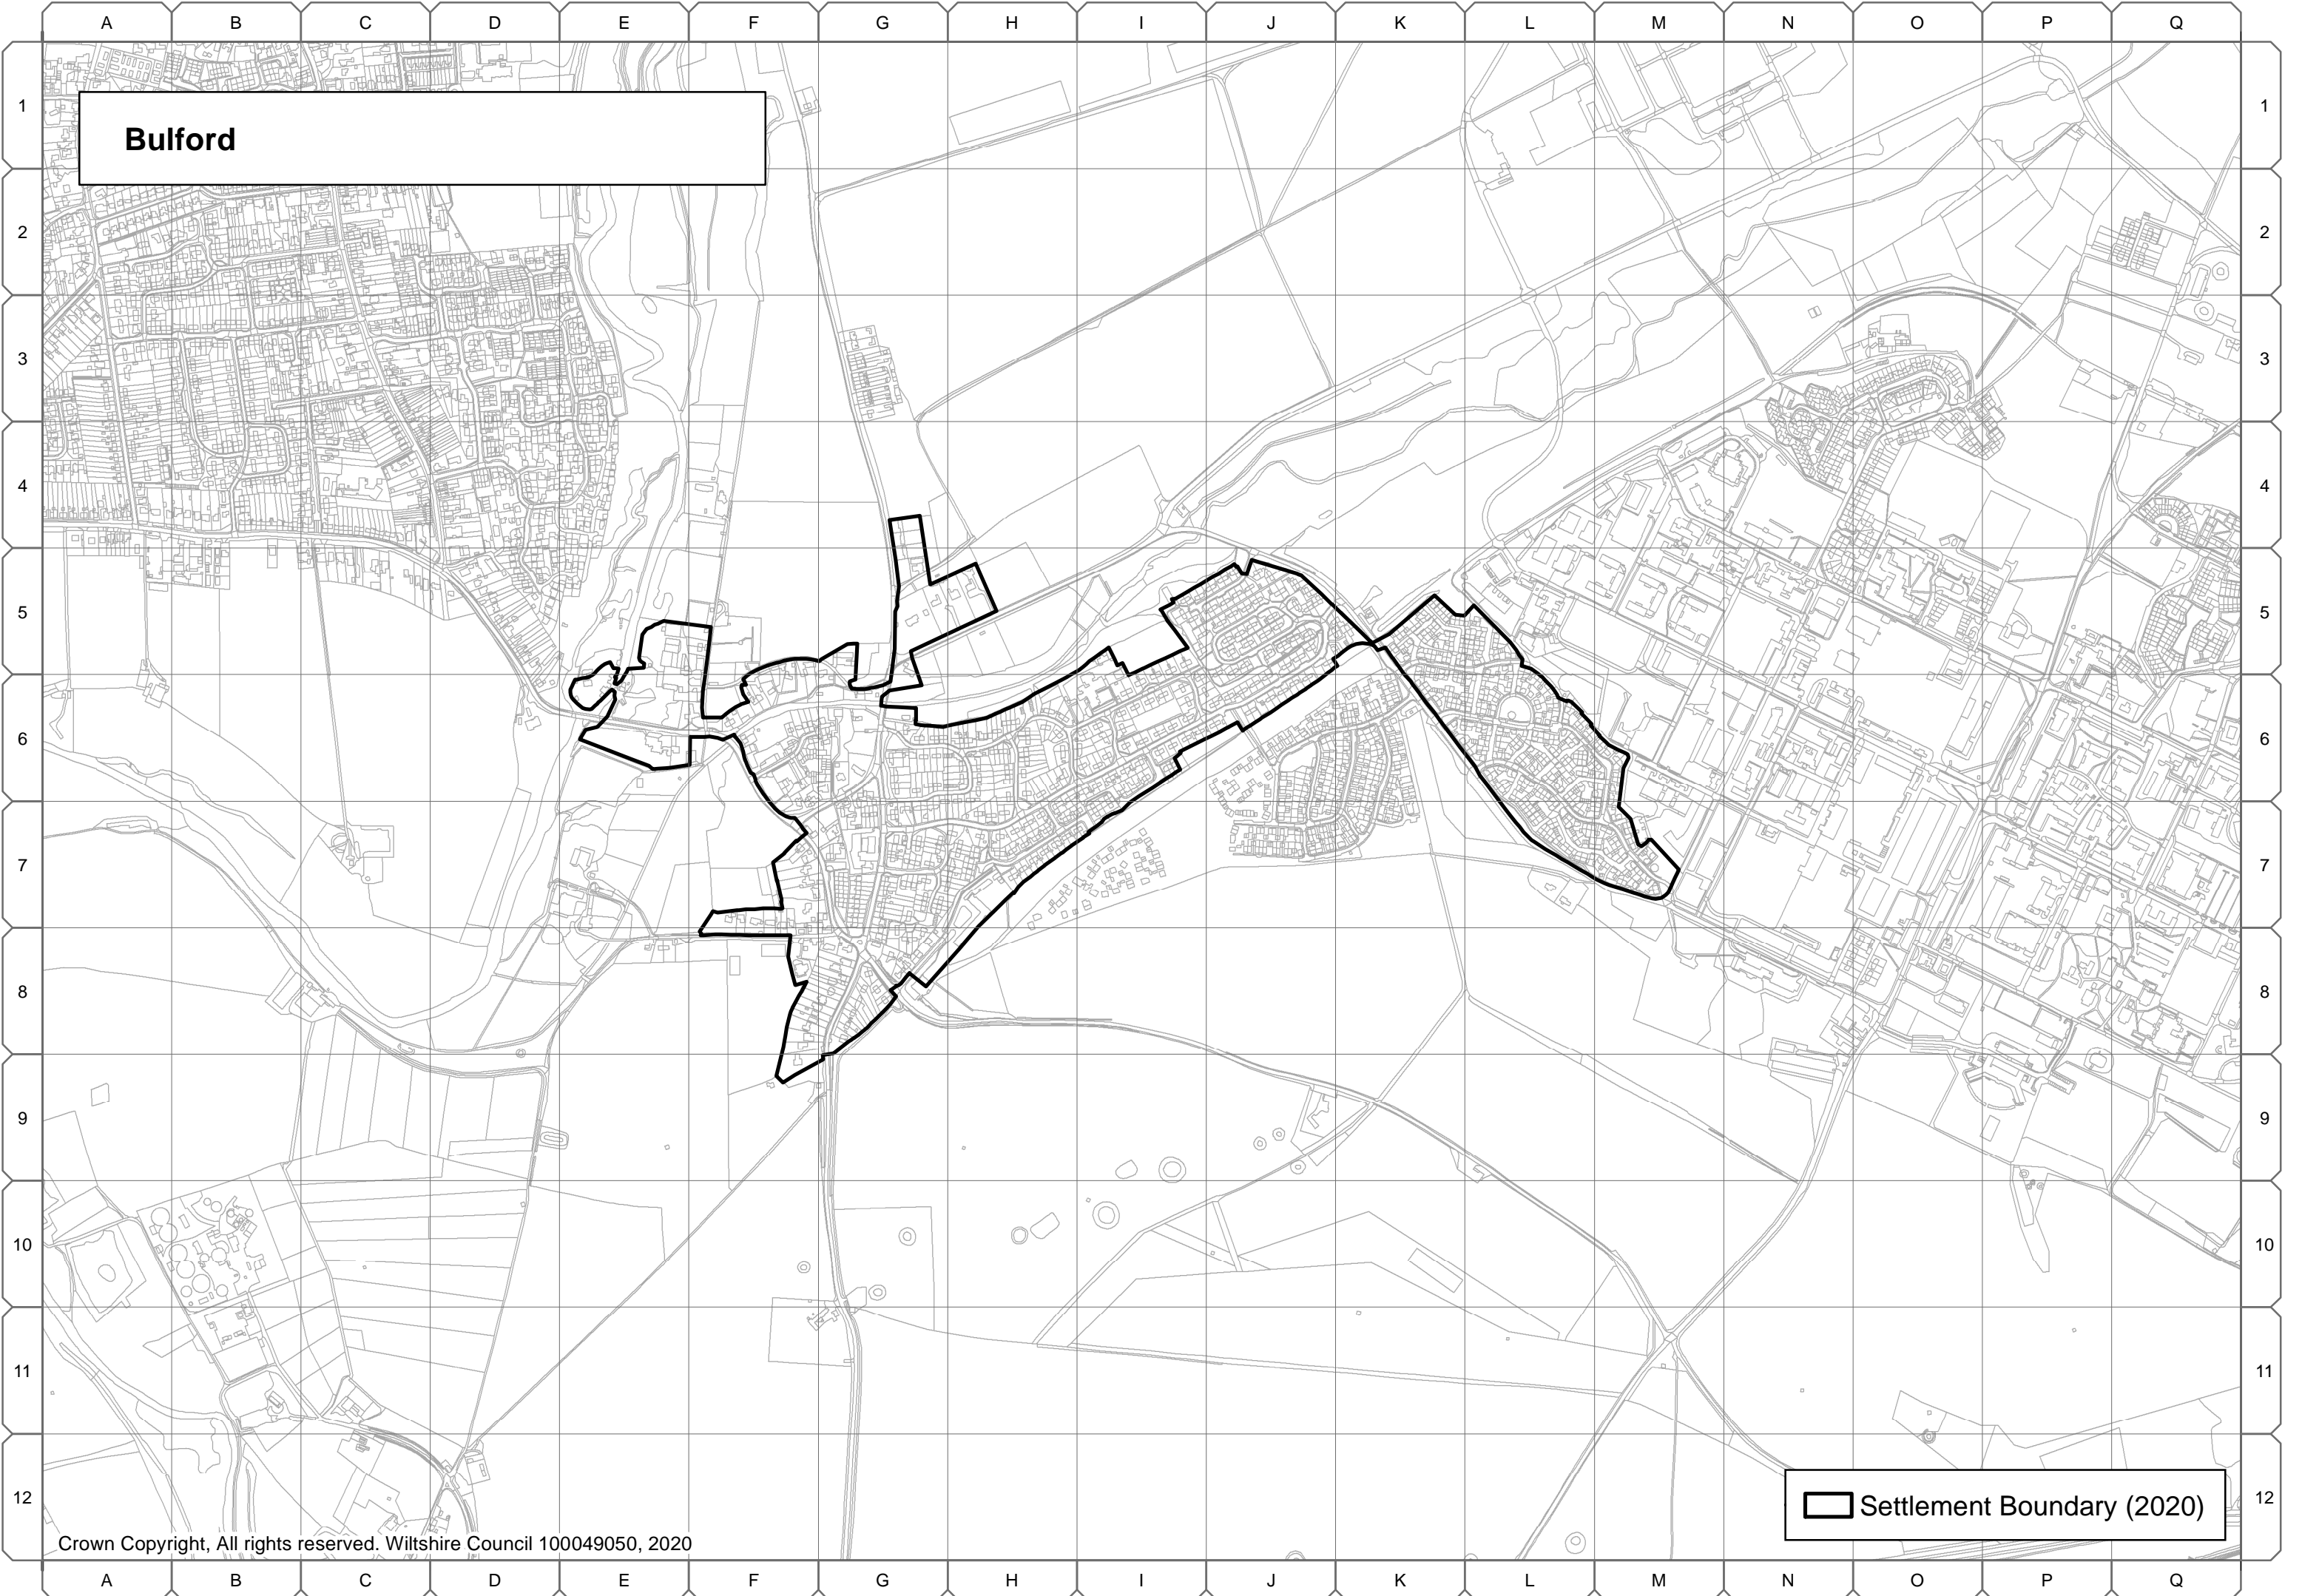 A B C D E F G H I J K L M N O P Q
Bulford
1 1
2 2
3 3
4 4
5 5
6 6
7 7
8 8
9 9
10 10
11 11
12 12
Settlement Boundary (2020)
Crown Copyright, All rights reserved. Wiltshire Council 100049050, 2020
A B C D E F G H I J K L M N O P Q